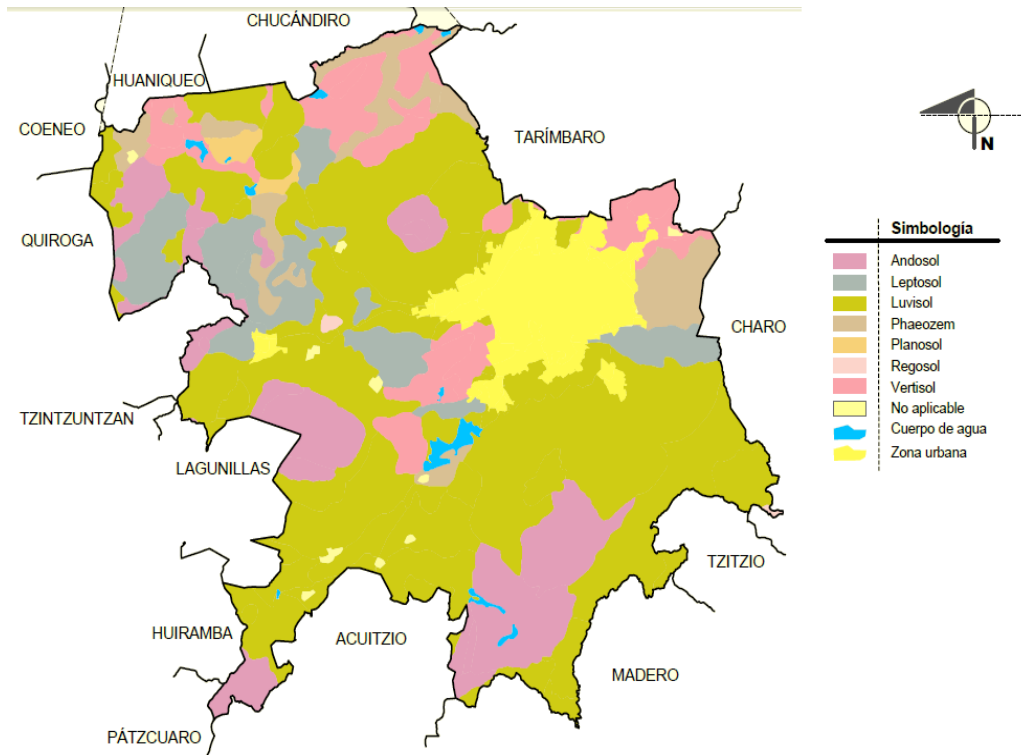 CHUCÁNDIRO
HUANIQUEO
COENEO
TARÍMBARO
N
QUIROGA
CHARO
TZINTZUNTZAN
LAGUNILLAS
TZITZIO
HUIRAMBA
ACUITZIO
MADERO
PÁTZCUARO
Simbología
Andosol
Leptosol
Luvisol
Phaeozem
Planosol
Regosol
Vertisol
No aplicable
Cuerpo de agua
Zona urbana